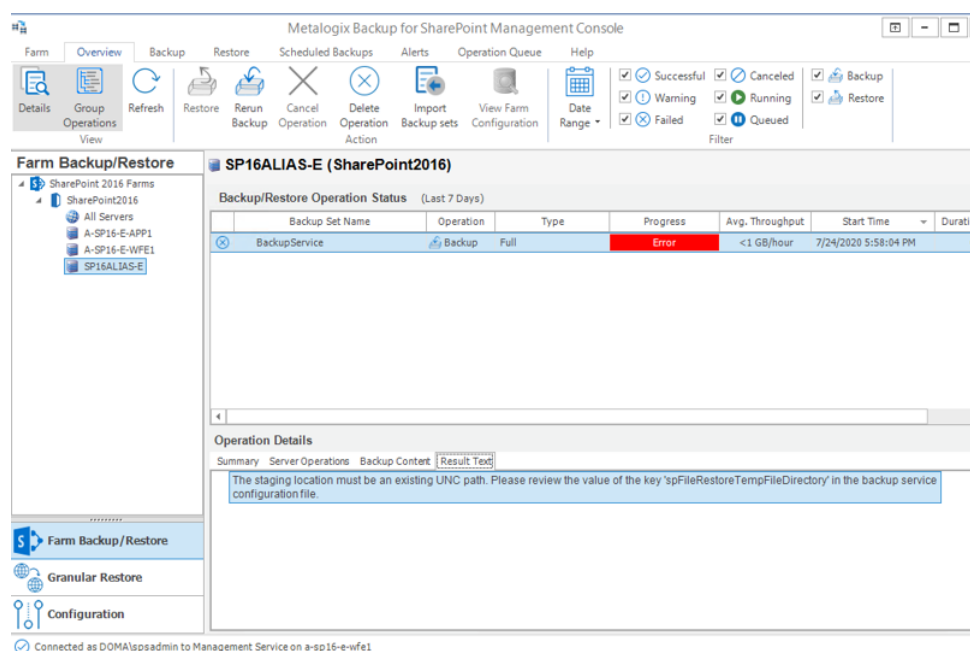 Metalogix Backup for SharePoint Management Console
Farm Overview Backup Restore Scheduled Backups Alerts Operation Queue Help
Details Group Operations Refresh Restore Rerun Backup Cancel Operation Delete Operation Import Backup sets View Farm Configuration Date Range
Successful Canceled Backup
Warning Running Restore
Failed Queued
View Action Filter
Farm Backup/Restore
SharePoint 2016 Farms
SharePoint2016
All Servers
A-SP16-E-APP1
A-SP16-E-WFE1
SP16ALIAS-E
SP16ALIAS-E (SharePoint2016)
Backup/Restore Operation Status (Last 7 Days)
Backup Set Name Operation Type Progress Avg. Throughput Start Time Durati
BackupService Backup Full Error <1 GB/hour 7/24/2020 5:58:04 PM
Operation Details
Summary Server Operations Backup Content Result Text
The staging location must be an existing UNC path. Please review the value of the key 'spFileRestoreTempFileDirectory' in the backup service
configuration file.
Farm Backup/Restore
Granular Restore
Configuration
Connected as DOMA\spsadmin to Management Service on a-sp16-e-wfe1